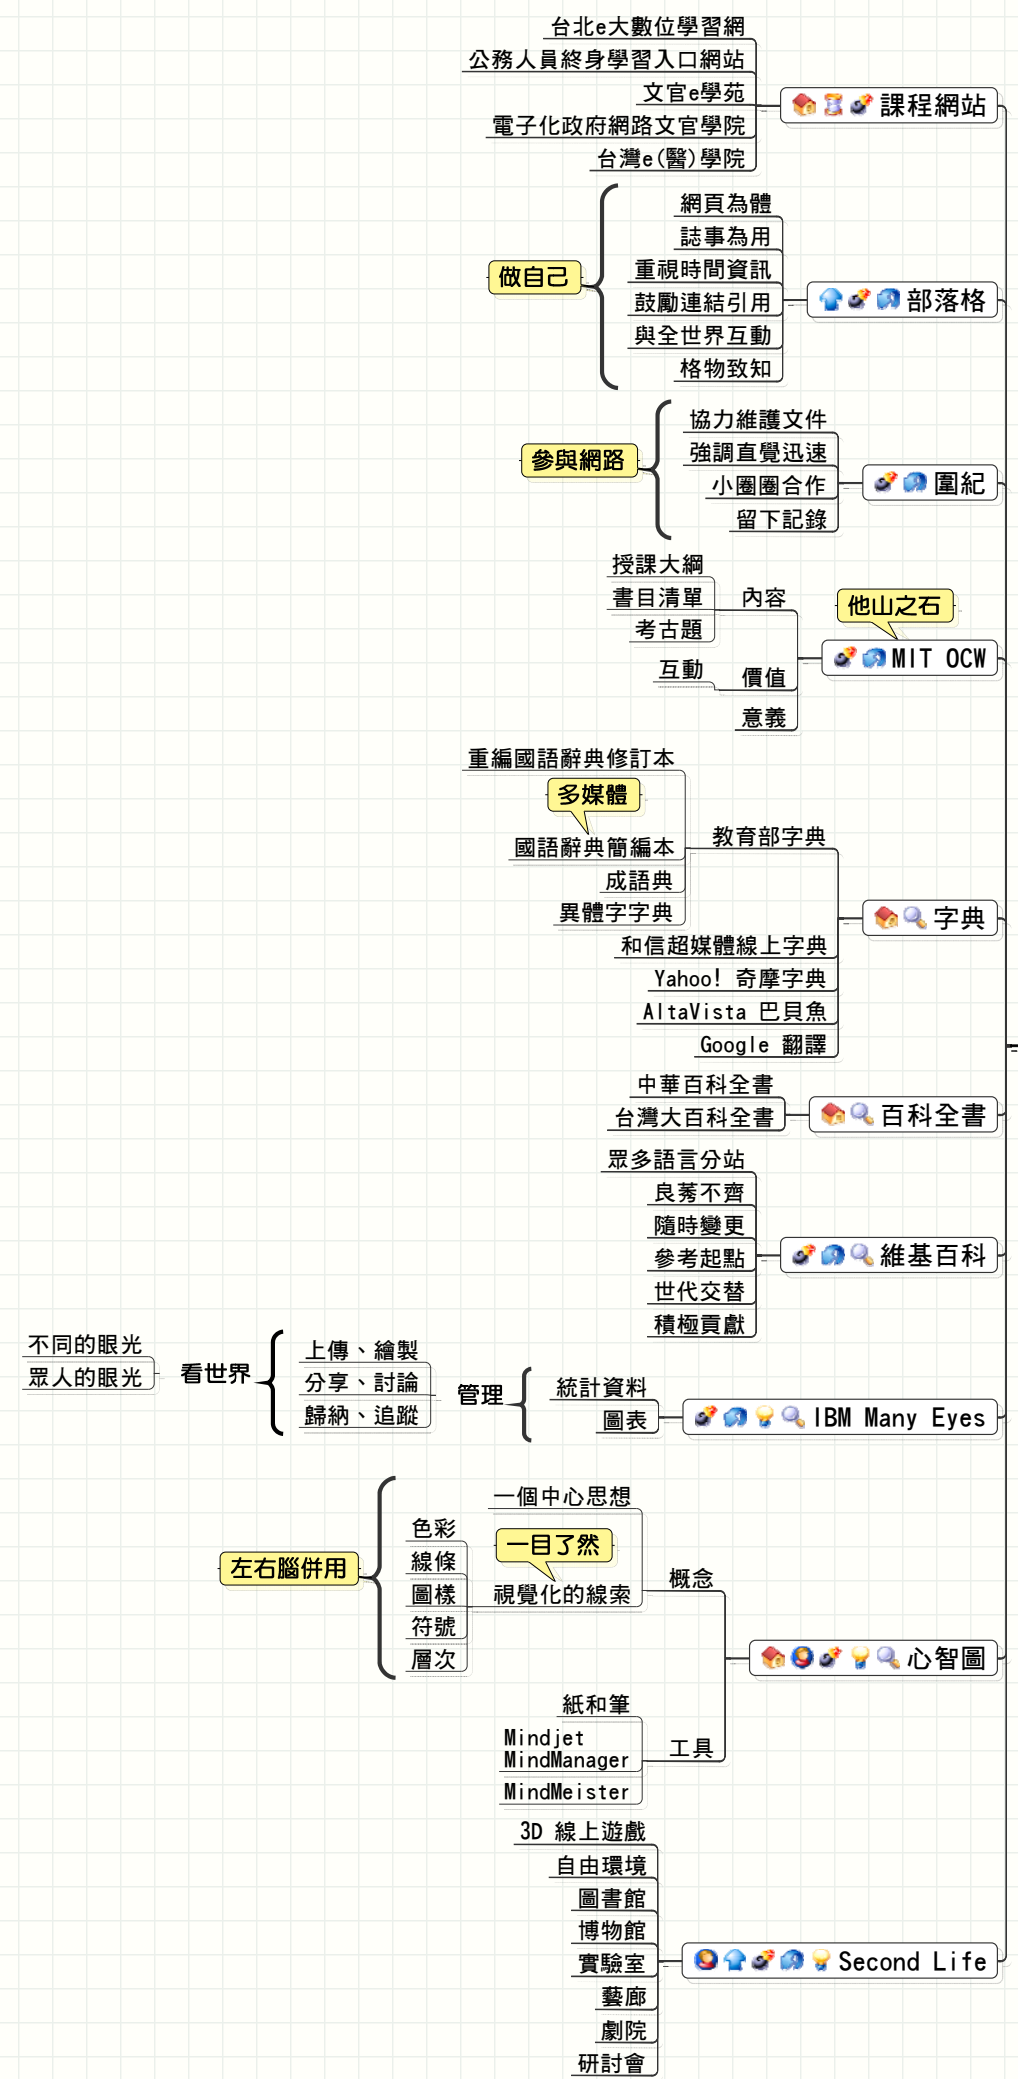 台北e大數位學習網
公務人員終身學習入口網站
文官e學苑
電子化政府網路文官學院
台灣e(醫)學院
課程網站
網頁為體
誌事為用
重視時間資訊
鼓勵連結引用
與全世界互動
格物致知
做自己
部落格
協力維護文件
強調直覺迅速
小圈圈合作
留下記錄
參與網路
圍紀
授課大綱
書目清單
考古題
內容
互動
價值
意義
他山之石
MIT OCW
重編國語辭典修訂本
多媒體
國語辭典簡編本
成語典
異體字字典
教育部字典
和信超媒體線上字典
Yahoo! 奇摩字典
AltaVista 巴貝魚
Google 翻譯
字典
中華百科全書
台灣大百科全書
百科全書
眾多語言分站
良莠不齊
隨時變更
參考起點
世代交替
積極貢獻
維基百科
不同的眼光
眾人的眼光
看世界
上傳、繪製
分享、討論
歸納、追蹤
管理
統計資料
圖表
IBM Many Eyes
一個中心思想
色彩
線條
圖樣
符號
層次
左右腦併用
一目了然
視覺化的線索
概念
心智圖
紙和筆
Mindjet
MindManager
MindMeister
工具
3D 線上遊戲
自由環境
圖書館
博物館
實驗室
藝廊
劇院
研討會
Second Life